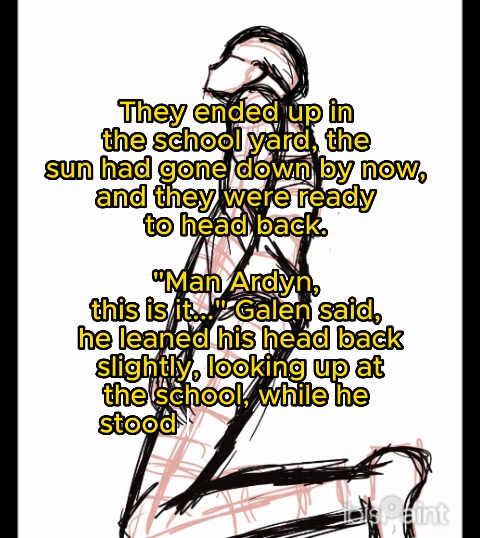 They ended up in
the school yard, the
sun had gone down by now,
and they were ready
to head back.
"Man Ardyn,
this is it..." Galen said,
he leaned his head back
slightly, looking up at
the school, while he
stood
ibisPaint